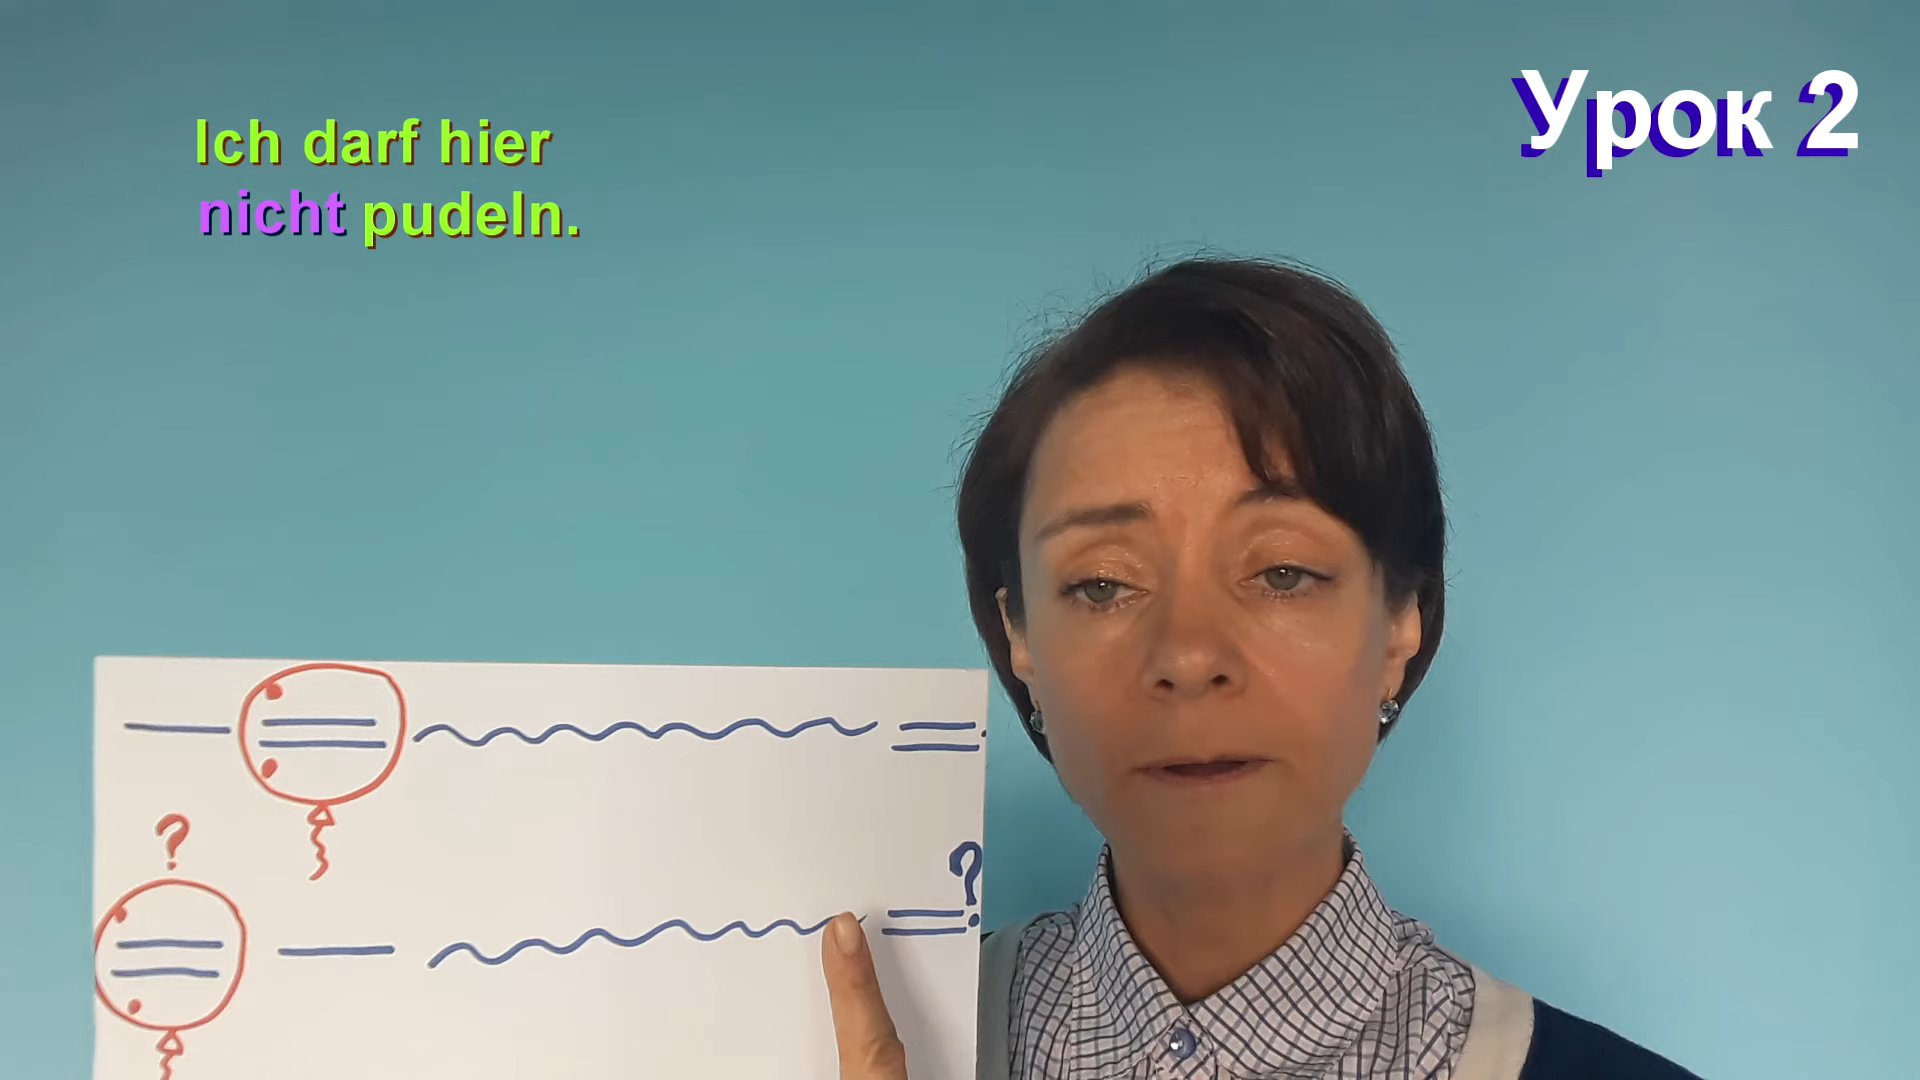 Ich darf hier
nicht pudeln.
Урок 2
?
?